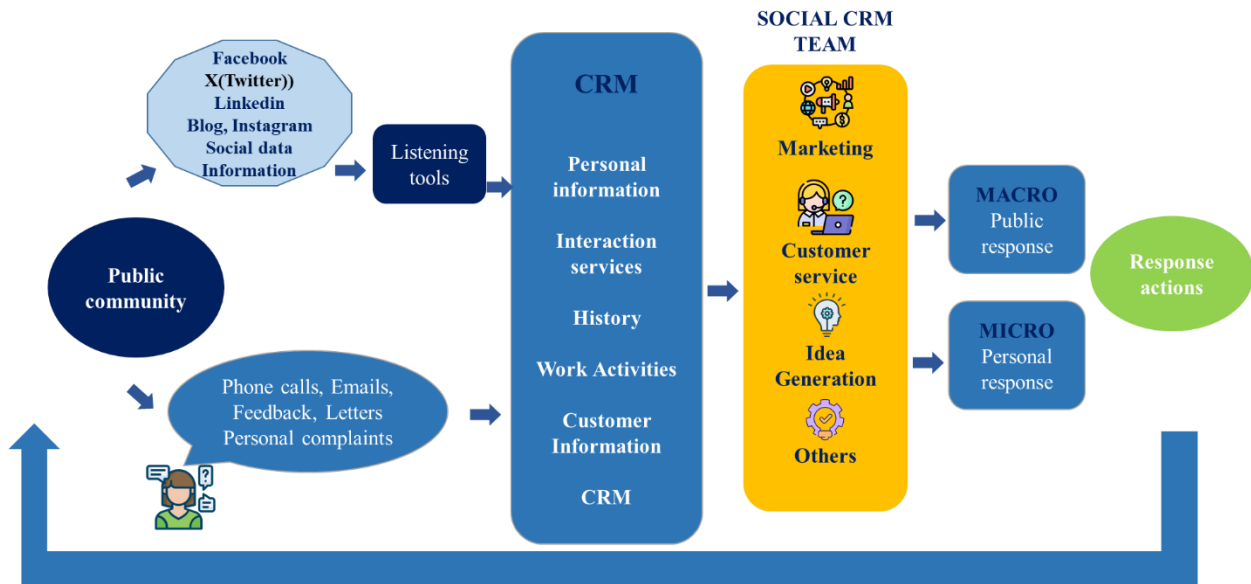 Facebook
X(Twitter))
Linkedin
Blog, Instagram
Social data
Information
Listening
tools
Public
community
Phone calls, Emails,
Feedback, Letters
Personal complaints
CRM
Personal
information
Interaction
services
History
Work Activities
Customer
Information
CRM
SOCIAL CRM
TEAM
Marketing
Customer
service
Idea
Generation
Others
MACRO
Public
response
MICRO
Personal
response
Response
actions